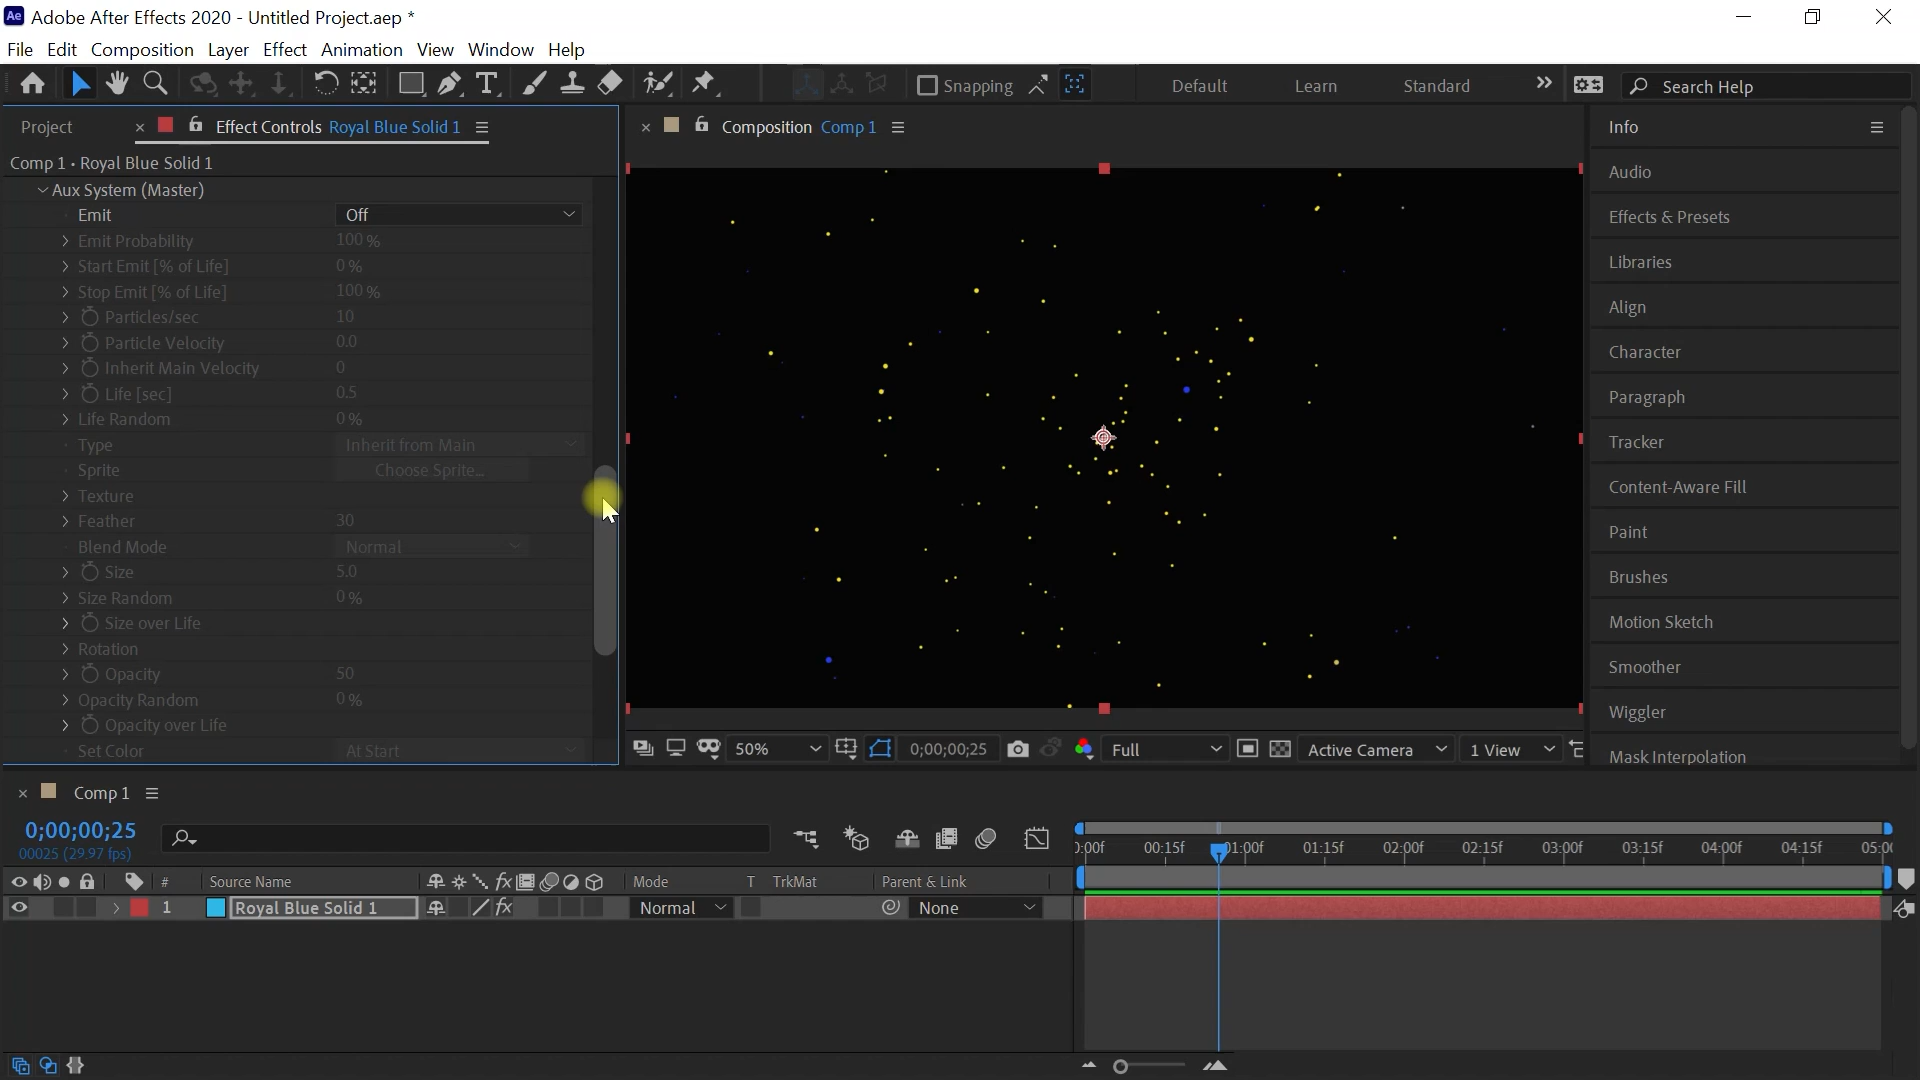 Ae Adobe After Effects 2020 - Untitled Project.aep *
File Edit Composition Layer Effect Animation View Window Help
T Snapping Default Learn Standard Search Help
Project × Effect Controls Royal Blue Solid 1
Comp 1 • Royal Blue Solid 1
Aux System (Master)
Emit Off
Emit Probability 100 %
Start Emit [% of Life] 0 %
Stop Emit [% of Life] 100 %
Particles/sec 10
Particle Velocity 0.0
Inherit Main Velocity 0
Life [sec] 0.5
Life Random 0 %
Type Inherit from Main
Sprite Choose Sprite...
Texture
Feather 30
Blend Mode Normal
Size 5.0
Size Random 0 %
Size over Life
Rotation
Opacity 50
Opacity Random 0 %
Opacity over Life
Set Color At Start
× Composition Comp 1
50% 0;00;00;25 Full Active Camera 1 View
Info
Audio
Effects & Presets
Libraries
Align
Character
Paragraph
Tracker
Content-Aware Fill
Paint
Brushes
Motion Sketch
Smoother
Wiggler
Mask Interpolation
× Comp 1
0;00;00;25
00025 (29.97 fps)
):00f 00:15f 01:00f 01:15f 02:00f 02:15f 03:00f 03:15f 04:00f 04:15f 05:00
# Source Name fx Mode T TrkMat Parent & Link
1 Royal Blue Solid 1 fx Normal None